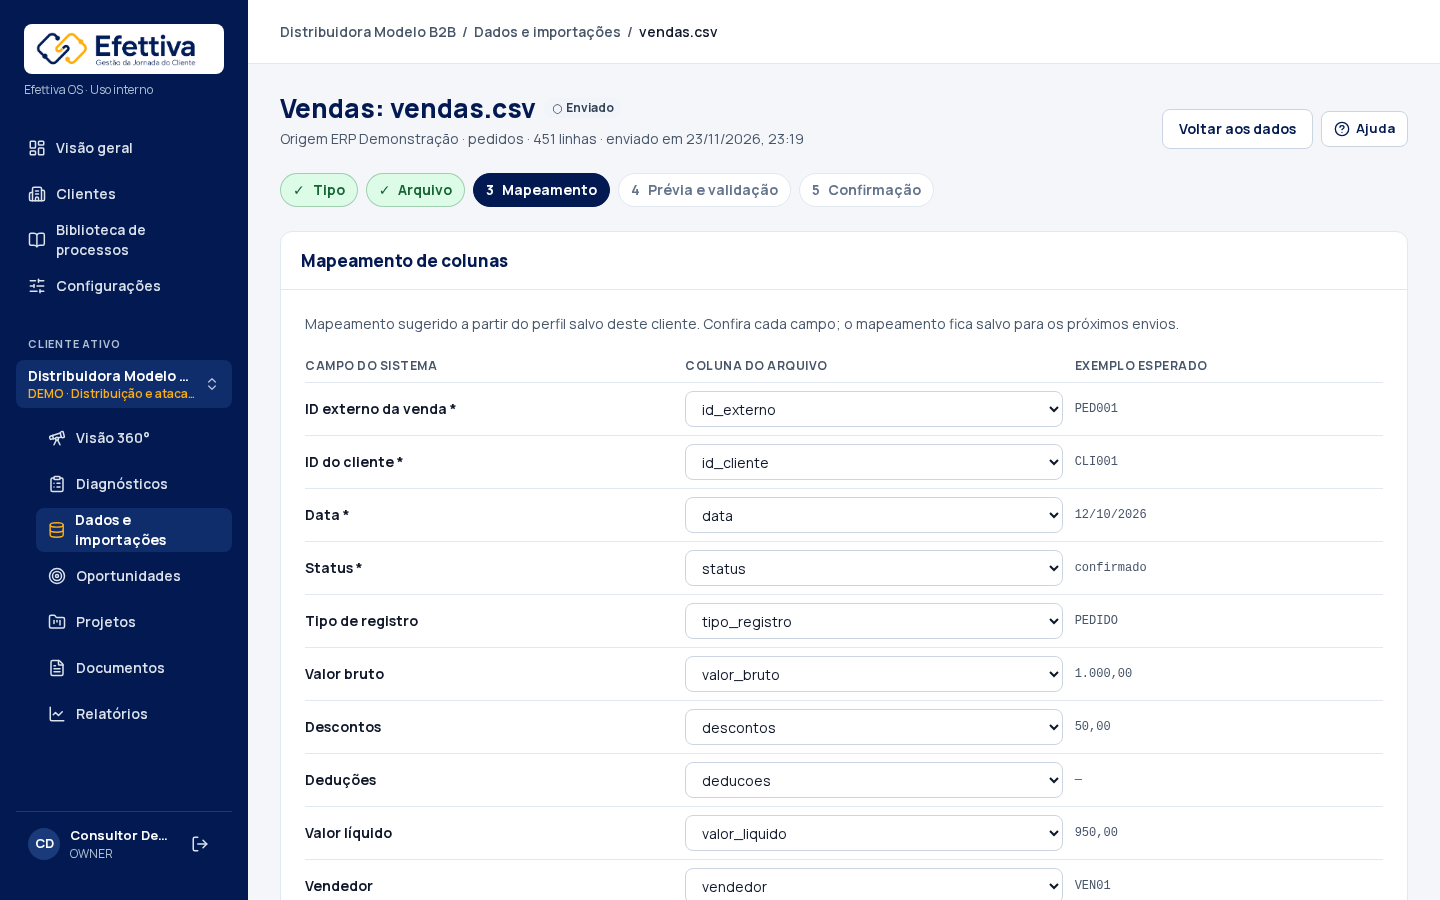 Efettiva
Gestão da Jornada do Cliente
Efettiva OS · Uso interno
Visão geral
Clientes
Biblioteca de
processos
Configurações
CLIENTE ATIVO
Distribuidora Modelo ...
DEMO · Distribuição e ataca...
Visão 360°
Diagnósticos
Dados e
importações
Oportunidades
Projetos
Documentos
Relatórios
CD
Consultor De...
OWNER
Distribuidora Modelo B2B / Dados e importações / vendas.csv
Vendas: vendas.csv
Enviado
Origem ERP Demonstração · pedidos · 451 linhas · enviado em 23/11/2026, 23:19
Voltar aos dados
Ajuda
✓ Tipo
✓ Arquivo
3 Mapeamento
4 Prévia e validação
5 Confirmação
Mapeamento de colunas
Mapeamento sugerido a partir do perfil salvo deste cliente. Confira cada campo; o mapeamento fica salvo para os próximos envios.
CAMPO DO SISTEMA COLUNA DO ARQUIVO EXEMPLO ESPERADO
ID externo da venda * id_externo PED001
ID do cliente * id_cliente CLI001
Data * data 12/10/2026
Status * status confirmado
Tipo de registro tipo_registro PEDIDO
Valor bruto valor_bruto 1.000,00
Descontos descontos 50,00
Deduções deducoes —
Valor líquido valor_liquido 950,00
Vendedor vendedor VEN01